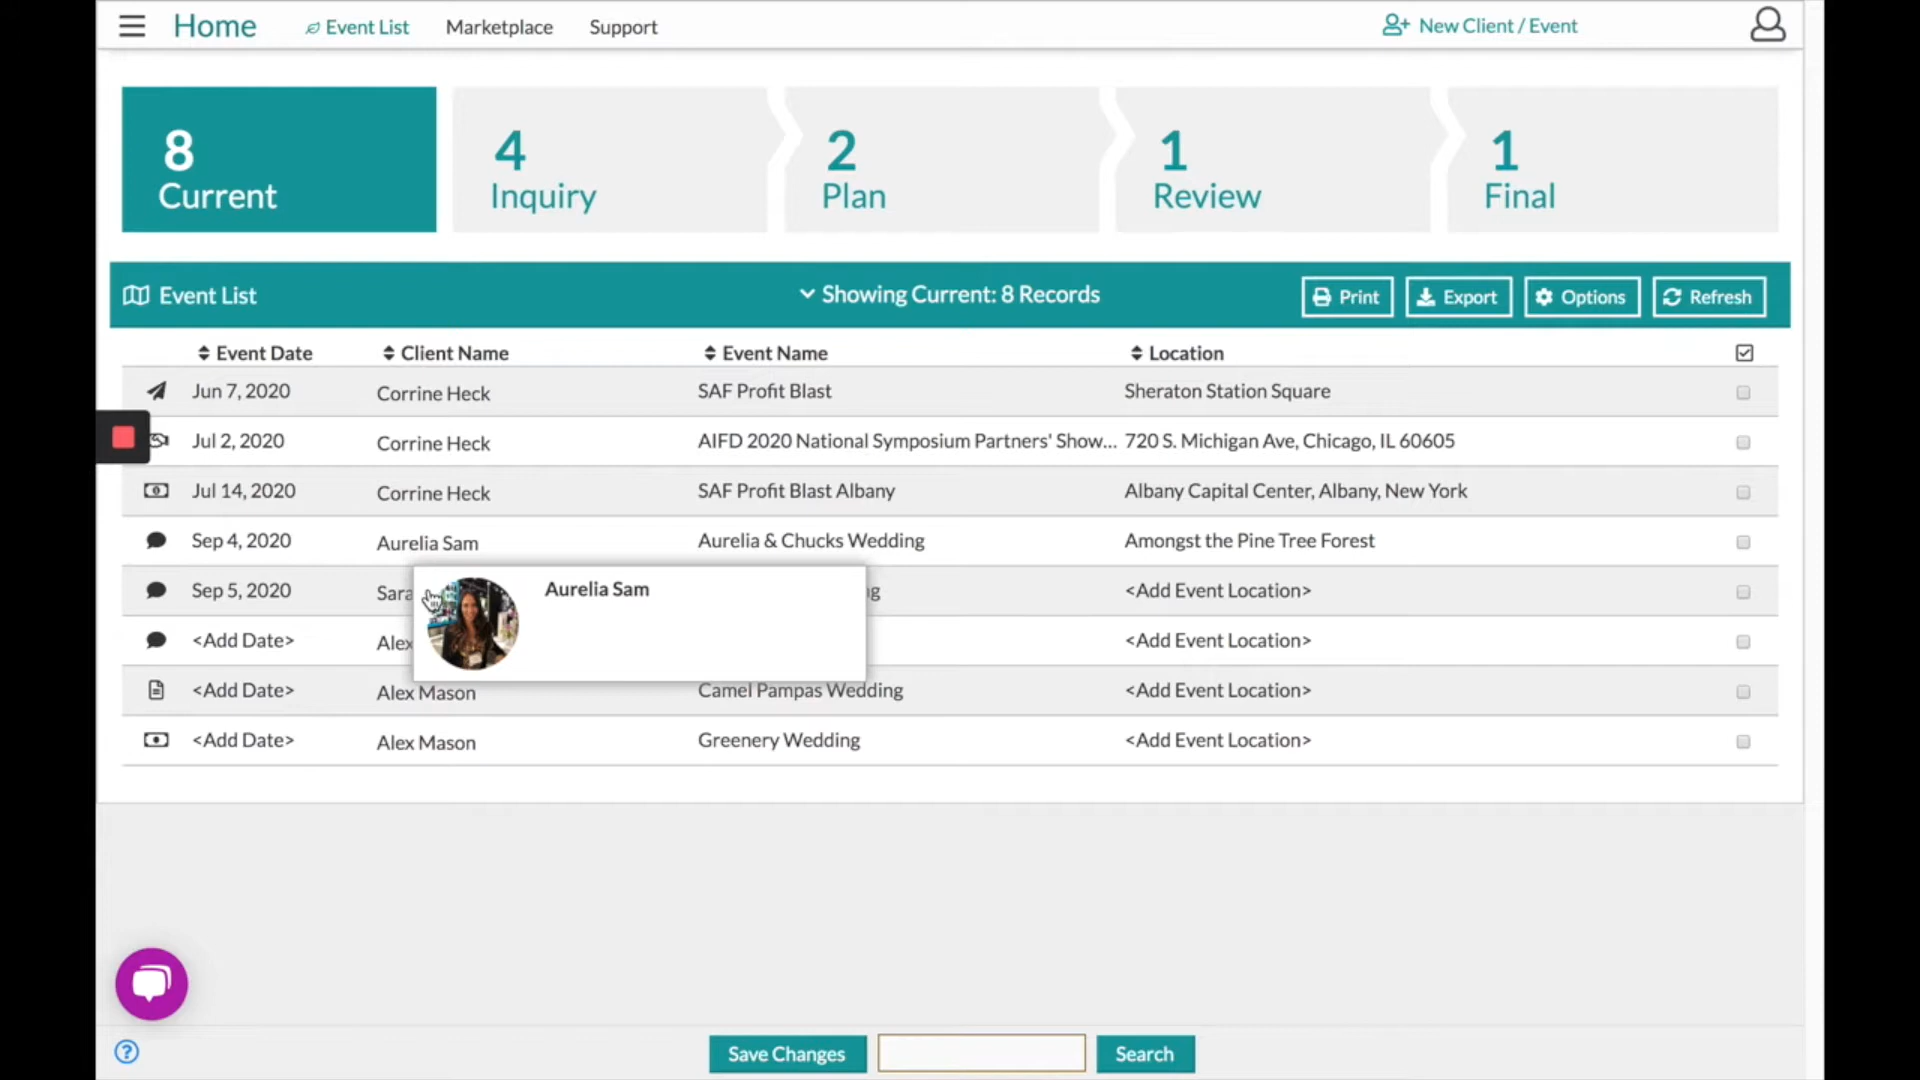 Home Event List Marketplace Support New Client / Event
8 4 2 1 1
Current Inquiry Plan Review Final
Event List Showing Current: 8 Records Print Export Options Refresh
Event Date Client Name Event Name Location
Jun 7, 2020 Corrine Heck SAF Profit Blast Sheraton Station Square
Jul 2, 2020 Corrine Heck AIFD 2020 National Symposium Partners' Show... 720 S. Michigan Ave, Chicago, IL 60605
Jul 14, 2020 Corrine Heck SAF Profit Blast Albany Albany Capital Center, Albany, New York
Sep 4, 2020 Aurelia Sam Aurelia & Chucks Wedding Amongst the Pine Tree Forest
Aurelia Sam
Sep 5, 2020 Sara <Add Event Location>
<Add Date> Alex <Add Event Location>
<Add Date> Alex Mason Camel Pampas Wedding <Add Event Location>
<Add Date> Alex Mason Greenery Wedding <Add Event Location>
? Save Changes Search